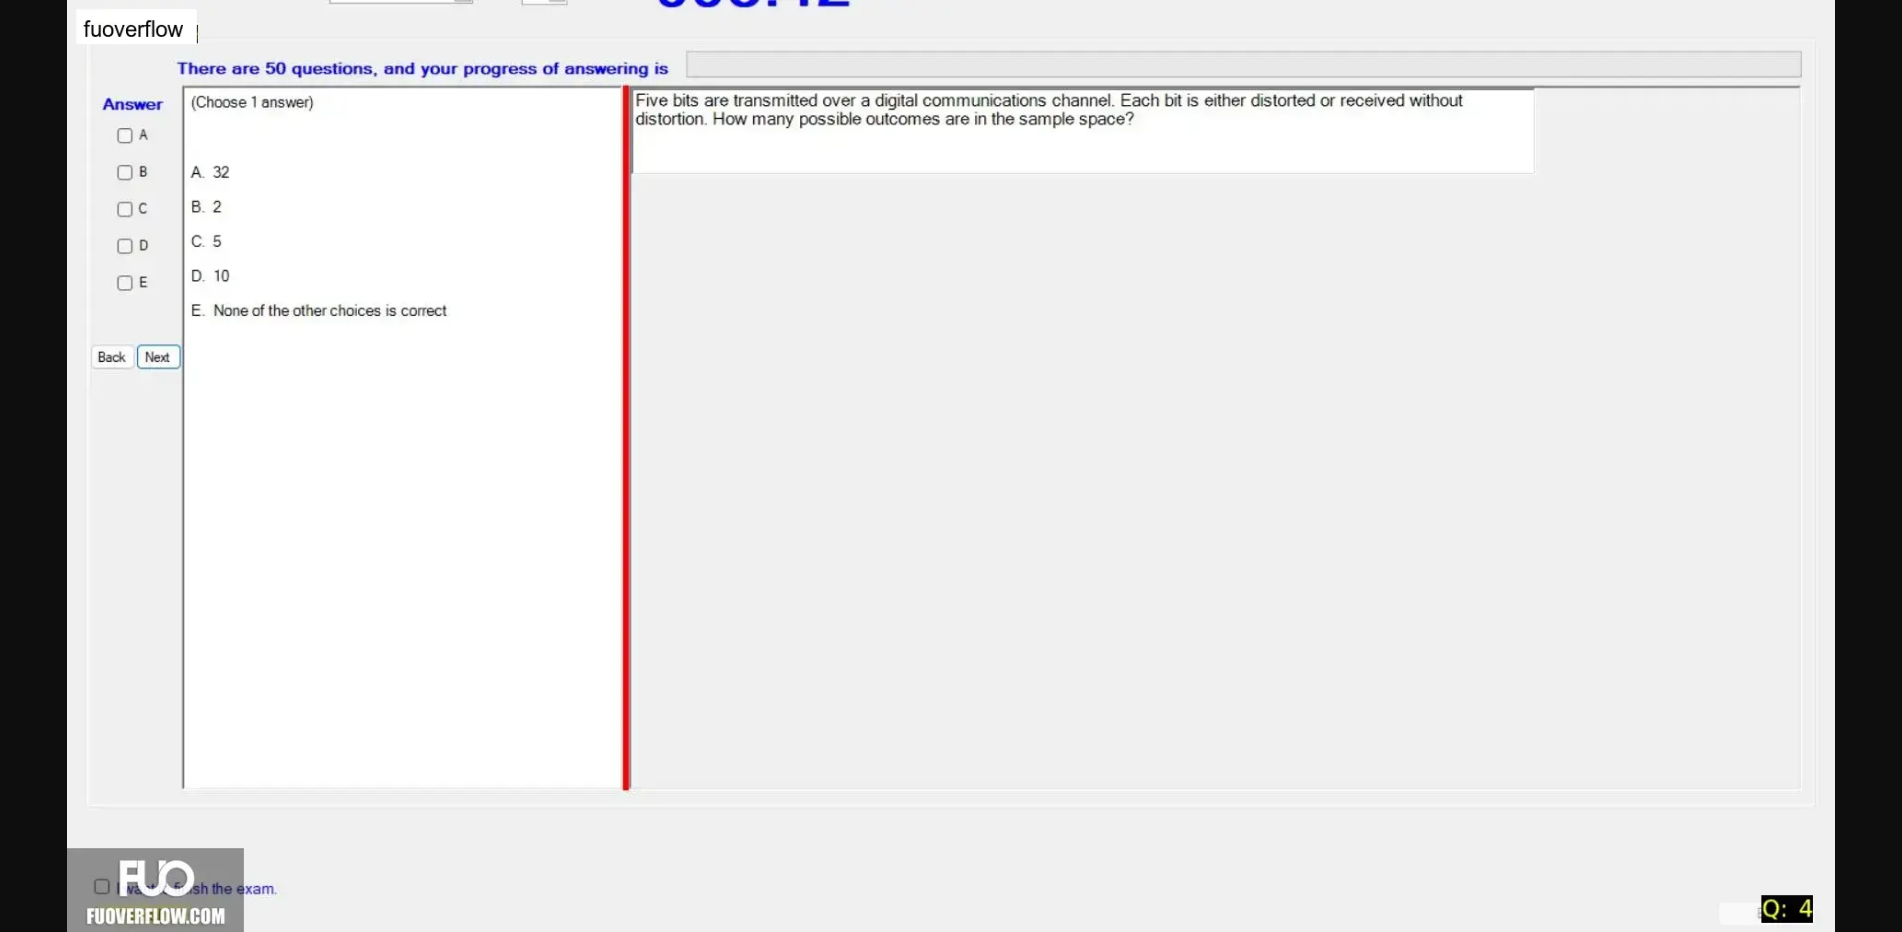 fuoverflow
There are 50 questions, and your progress of answering is
Answer
A
B
C
D
E
Back Next
(Choose 1 answer)
A. 32
B. 2
C. 5
D. 10
E. None of the other choices is correct
Five bits are transmitted over a digital communications channel. Each bit is either distorted or received without
distortion. How many possible outcomes are in the sample space?
I want to finish the exam.
FUO
FUOVERFLOW.COM
Q: 4